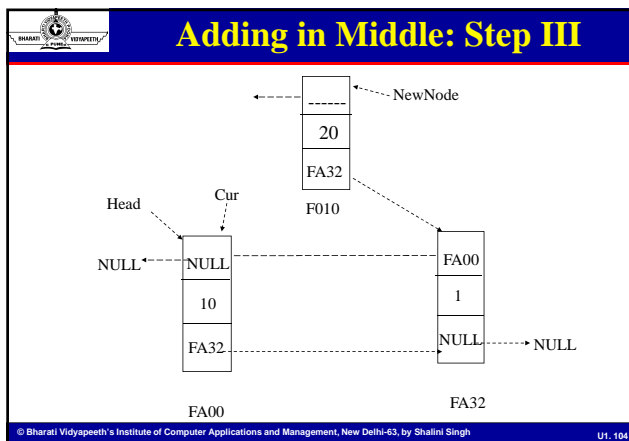 BHARATI VIDYAPEETH
PUNE
Adding in Middle: Step III
NewNode
------
20
FA32
F010
Head
Cur
NULL
NULL
10
FA32
FA00
FA00
1
NULL
NULL
FA32
© Bharati Vidyapeeth's Institute of Computer Applications and Management, New Delhi-63, by Shalini Singh
U1. 104